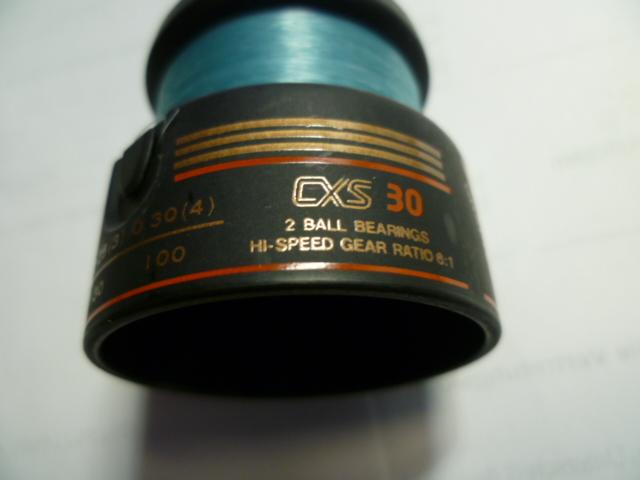 CXS 30
2 BALL BEARINGS
HI-SPEED GEAR RATIO 6:1
0.30(4)
100